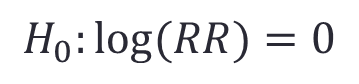 H₀: log(RR) = 0